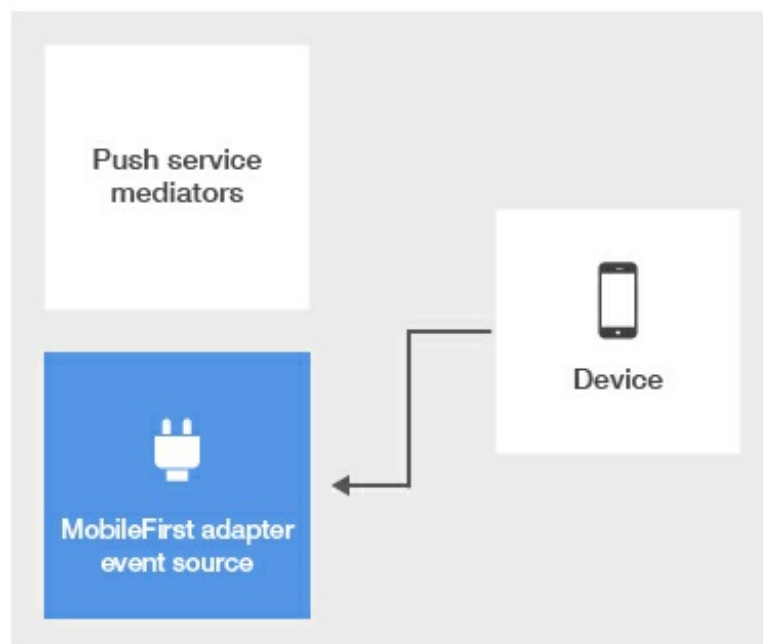 Push service
mediators
Device
MobileFirst adapter
event source